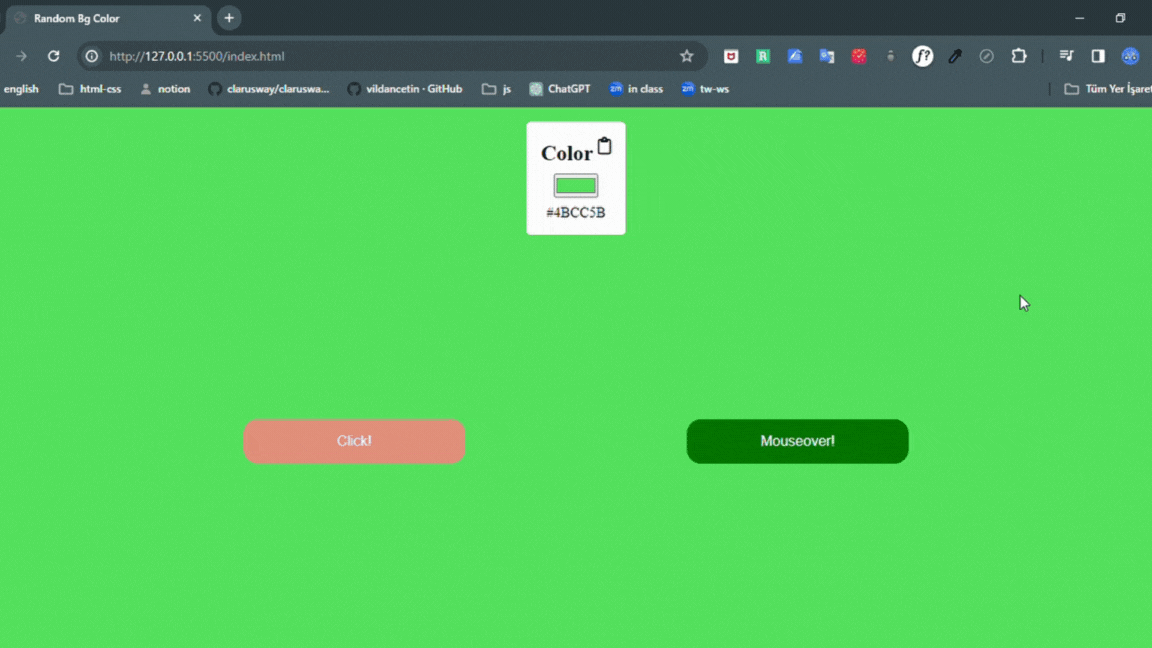 Random Bg Color
http://127.0.0.1:5500/index.html
english html-css notion clarusway/claruswa... vildancetin · GitHub js ChatGPT in class tw-ws Tüm Yer İşaret
Color
#4BCC5B
Click! Mouseover!